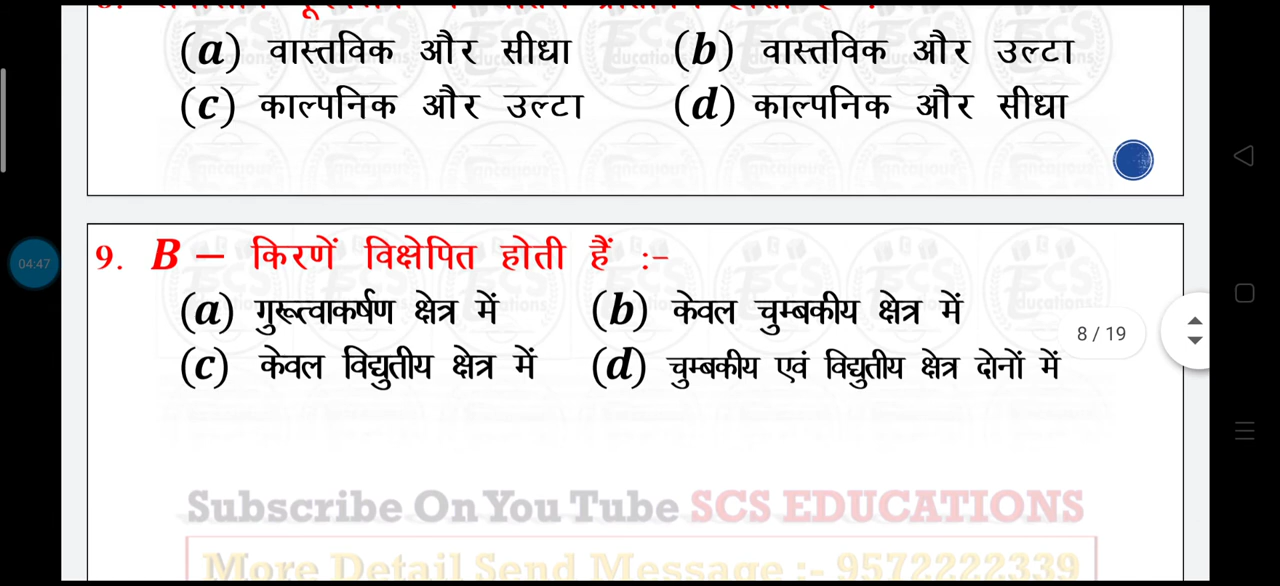 (a) वास्तविक और सीधा (b) वास्तविक और उल्टा
(c) काल्पनिक और उल्टा (d) काल्पनिक और सीधा
9. B – किरणें विक्षेपित होती हैं :-
04:47
(a) गुरूत्वाकर्षण क्षेत्र में (b) केवल चुम्बकीय क्षेत्र में
8 / 19
(c) केवल विद्युतीय क्षेत्र में (d) चुम्बकीय एवं विद्युतीय क्षेत्र दोनों में
Subscribe On You Tube SCS EDUCATIONS
More Detail Send Message :- 9572222339